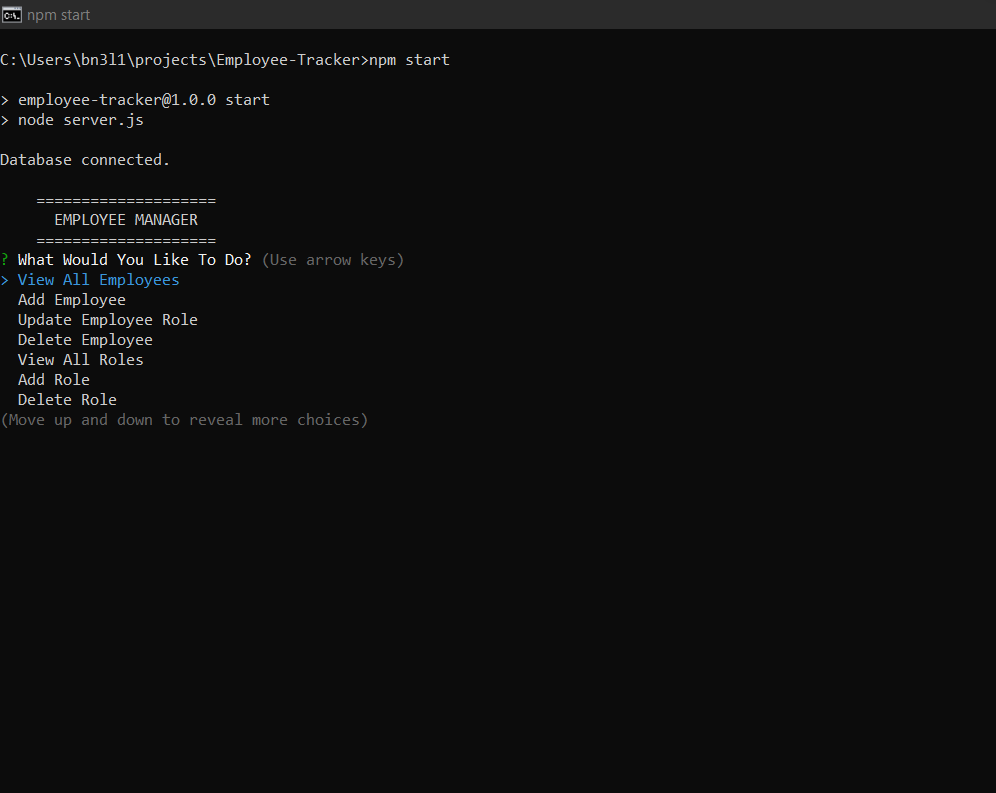 npm start
C:\Users\bn3l1\projects\Employee-Tracker>npm start
> employee-tracker@1.0.0 start
> node server.js
Database connected.
====================
EMPLOYEE MANAGER
====================
? What Would You Like To Do? (Use arrow keys)
> View All Employees
Add Employee
Update Employee Role
Delete Employee
View All Roles
Add Role
Delete Role
(Move up and down to reveal more choices)